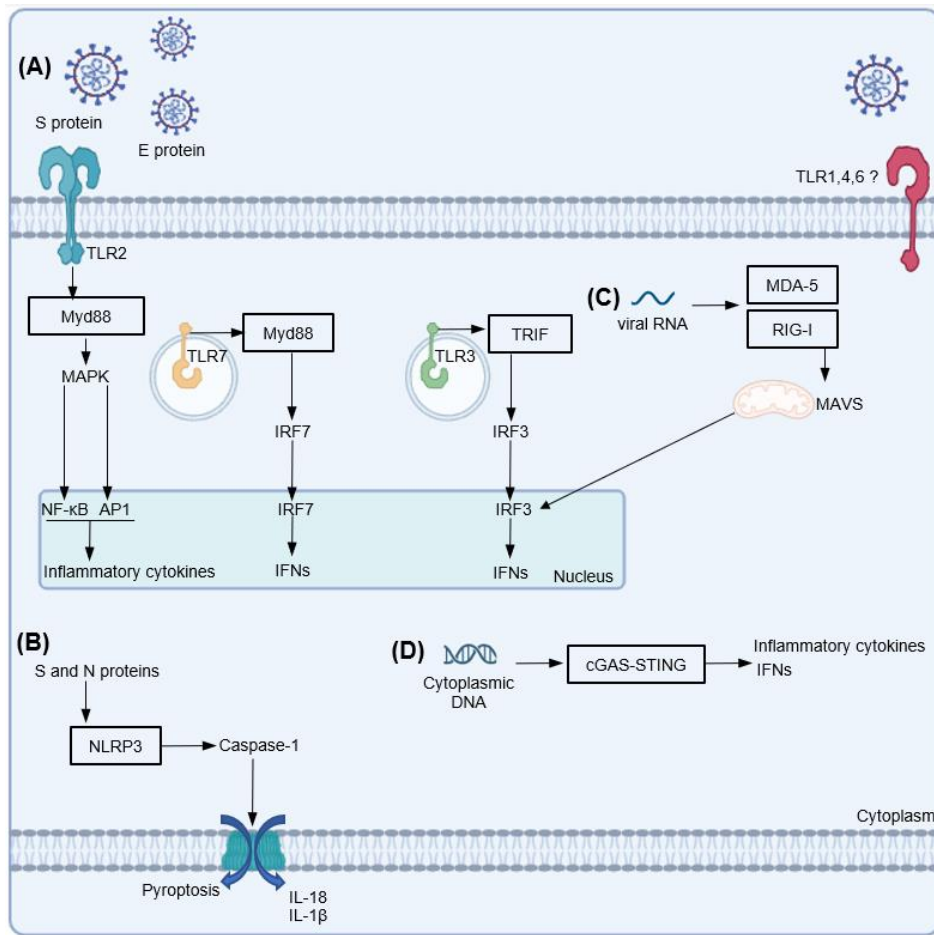 (A)
S protein
E protein
TLR1,4,6 ?
TLR2
Myd88
MAPK
NF-κB AP1
Inflammatory cytokines
TLR7
Myd88
IRF7
IRF7
IFNs
TLR3
TRIF
IRF3
IRF3
IFNs
Nucleus
(C)
viral RNA
MDA-5
RIG-I
MAVS
(B)
S and N proteins
NLRP3
Caspase-1
Pyroptosis
IL-18
IL-1β
(D)
Cytoplasmic
DNA
cGAS-STING
Inflammatory cytokines
IFNs
Cytoplasm